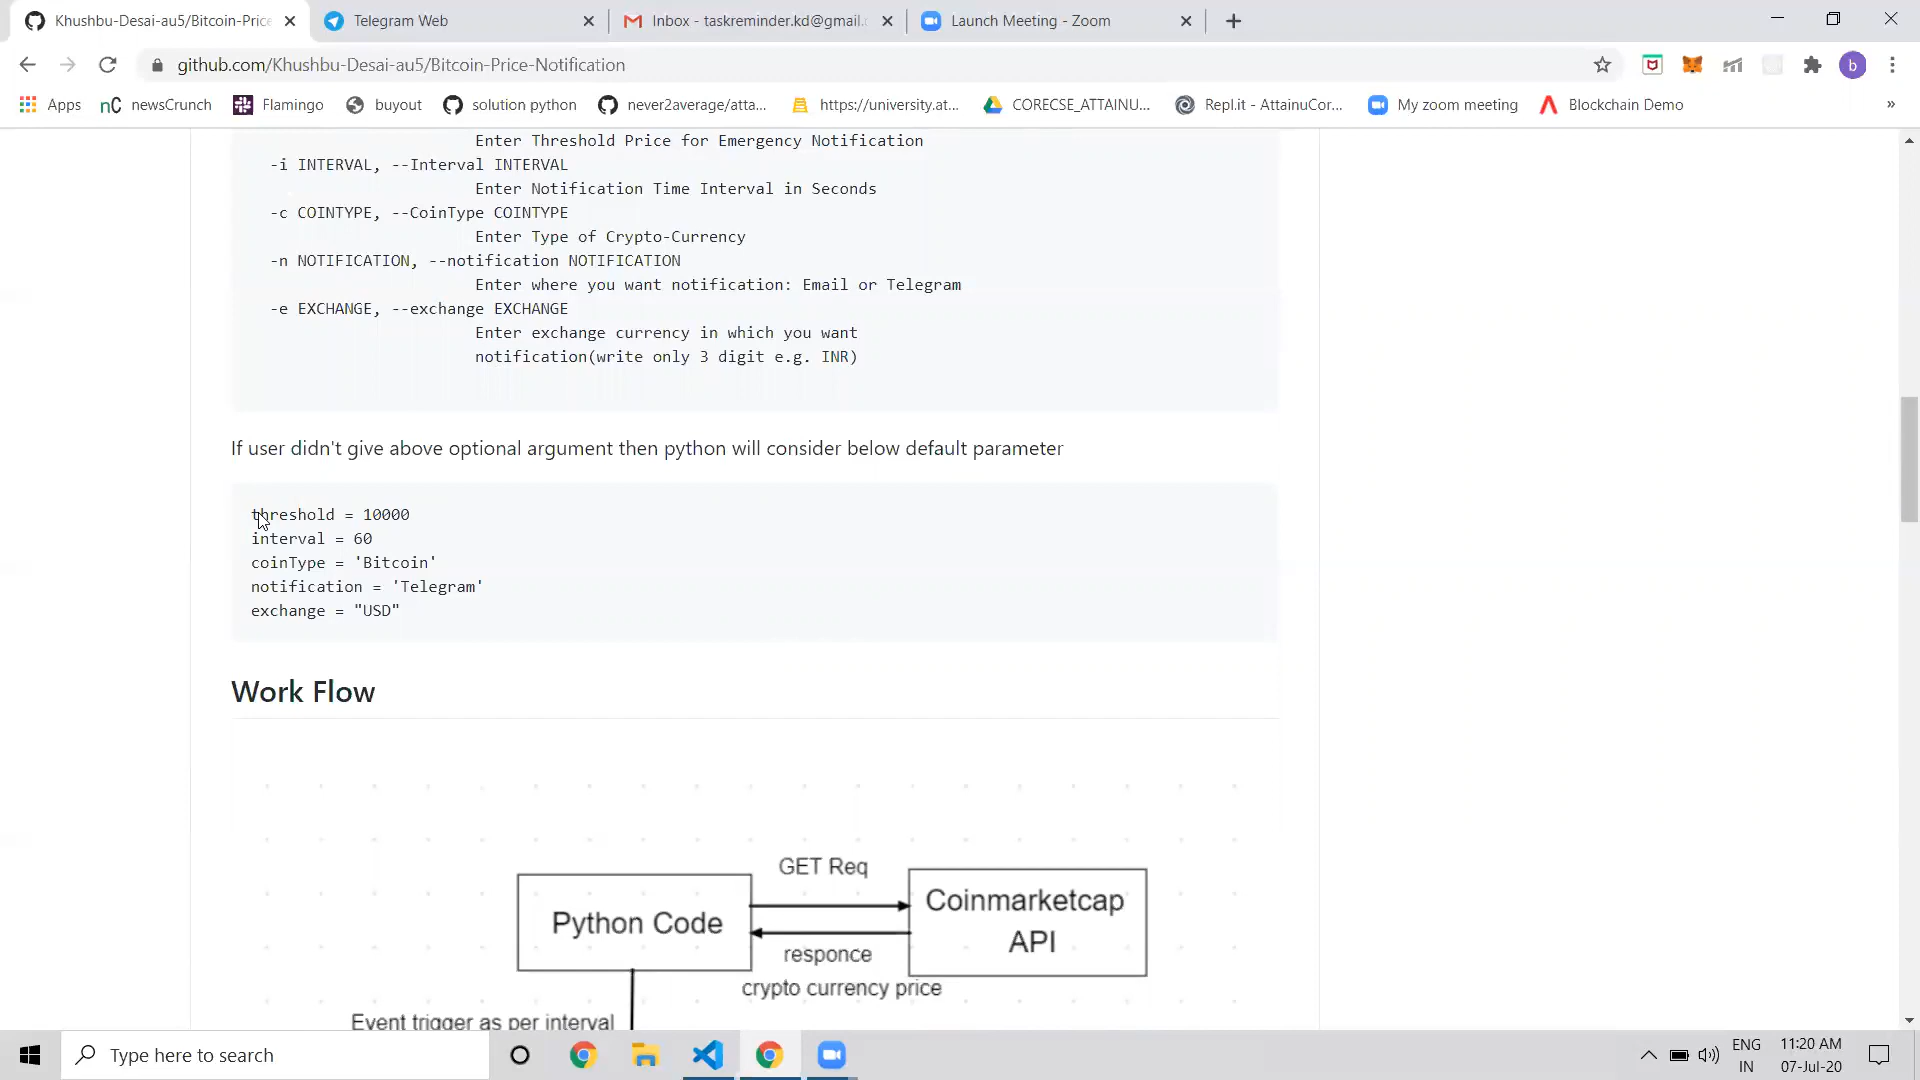 Khushbu-Desai-au5/Bitcoin-Price
Telegram Web
Inbox - taskreminder.kd@gmail.
Launch Meeting - Zoom
github.com/Khushbu-Desai-au5/Bitcoin-Price-Notification
b
Apps
nC newsCrunch
Flamingo
buyout
solution python
never2average/atta...
https://university.at...
CORECSE_ATTAINU...
Repl.it - AttainuCor...
My zoom meeting
Blockchain Demo
»
Enter Threshold Price for Emergency Notification
-i INTERVAL, --Interval INTERVAL
Enter Notification Time Interval in Seconds
-c COINTYPE, --CoinType COINTYPE
Enter Type of Crypto-Currency
-n NOTIFICATION, --notification NOTIFICATION
Enter where you want notification: Email or Telegram
-e EXCHANGE, --exchange EXCHANGE
Enter exchange currency in which you want
notification(write only 3 digit e.g. INR)
If user didn't give above optional argument then python will consider below default parameter
threshold = 10000
interval = 60
coinType = 'Bitcoin'
notification = 'Telegram'
exchange = "USD"
Work Flow
GET Req
Python Code
Coinmarketcap
API
responce
crypto currency price
Event trigger as per interval
Type here to search
ENG
IN
11:20 AM
07-Jul-20